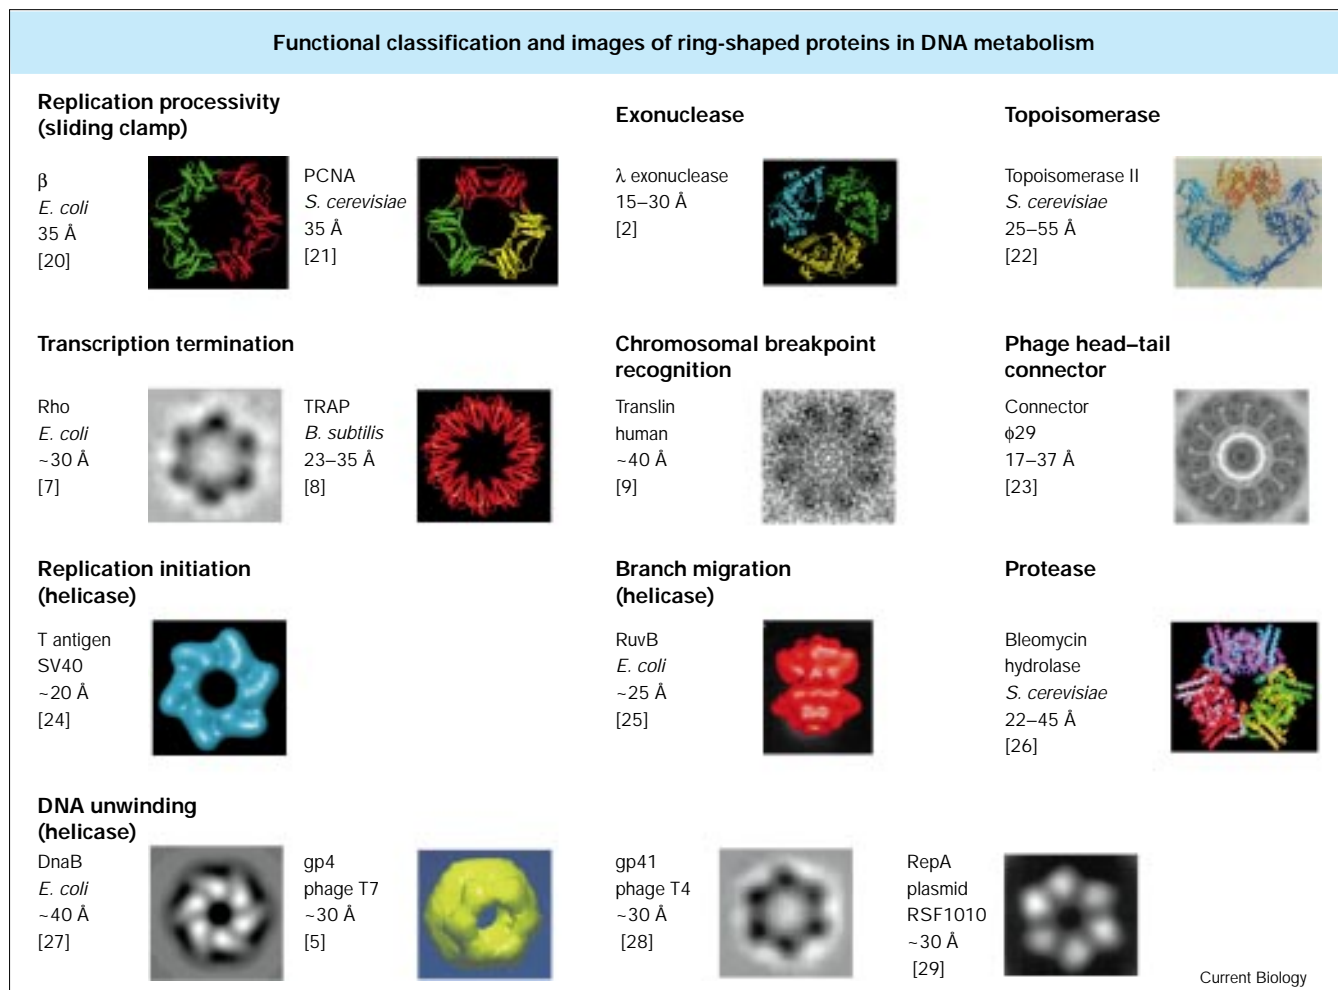 Functional classification and images of ring-shaped proteins in DNA metabolism
Replication processivity
(sliding clamp)
β
E. coli
35 Å
[20]
PCNA
S. cerevisiae
35 Å
[21]
Exonuclease
λ exonuclease
15–30 Å
[2]
Topoisomerase
Topoisomerase II
S. cerevisiae
25–55 Å
[22]
Transcription termination
Rho
E. coli
~30 Å
[7]
TRAP
B. subtilis
23–35 Å
[8]
Chromosomal breakpoint
recognition
Translin
human
~40 Å
[9]
Phage head–tail
connector
Connector
ϕ29
17–37 Å
[23]
Replication initiation
(helicase)
T antigen
SV40
~20 Å
[24]
Branch migration
(helicase)
RuvB
E. coli
~25 Å
[25]
Protease
Bleomycin
hydrolase
S. cerevisiae
22–45 Å
[26]
DNA unwinding
(helicase)
DnaB
E. coli
~40 Å
[27]
gp4
phage T7
~30 Å
[5]
gp41
phage T4
~30 Å
[28]
RepA
plasmid
RSF1010
~30 Å
[29]
Current Biology